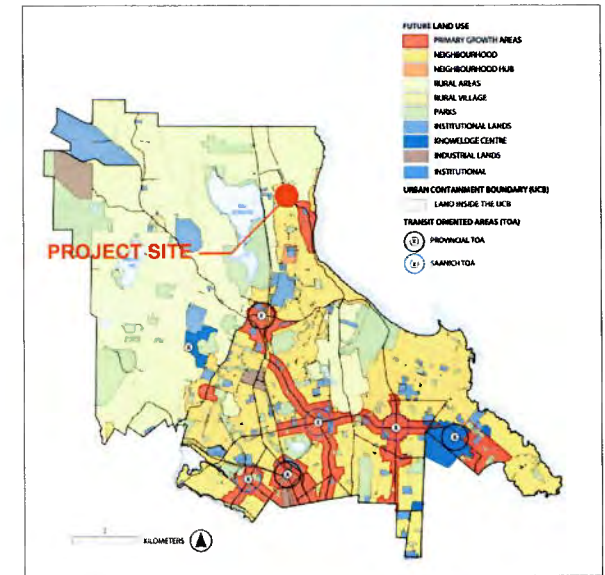 FUTURE LAND USE
PRIMARY GROWTH AREAS
NEIGHBOURHOOD
NEIGHBOURHOOD HUB
RURAL AREAS
RURAL VILLAGE
PARKS
INSTITUTIONAL LANDS
KNOWELDGE CENTRE
INDUSTRIAL LANDS
INSTITUTIONAL
URBAN CONTAINMENT BOUNDARY (UCB)
LAND INSIDE THE UCB
TRANSIT ORIENTED AREAS (TOA)
PROVINCIAL TOA
SAANICH TOA
PROJECT SITE
KILOMETERS